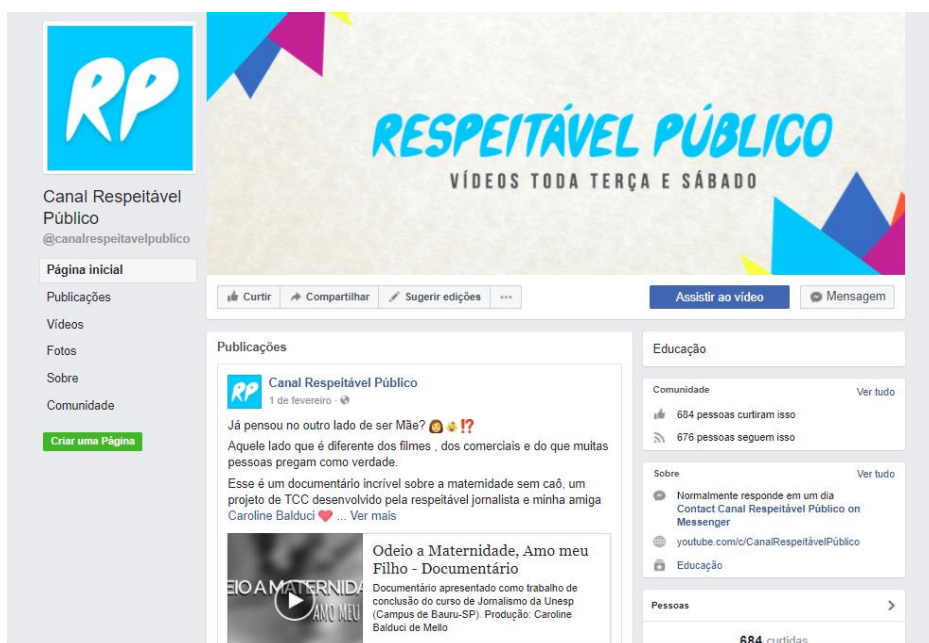 RP
RESPEITÁVEL PÚBLICO
VÍDEOS TODA TERÇA E SÁBADO
Canal Respeitável
Público
@canalrespeitavelpublico
Página inicial
Publicações
Vídeos
Fotos
Sobre
Comunidade
Criar uma Página
Curtir
Compartilhar
Sugerir edições
Assistir ao vídeo
Mensagem
Publicações
RP
Canal Respeitável Público
1 de fevereiro ·
Já pensou no outro lado de ser Mãe? 👩👶⁉️
Aquele lado que é diferente dos filmes , dos comerciais e do que muitas
pessoas pregam como verdade.
Esse é um documentário incrível sobre a maternidade sem caô, um
projeto de TCC desenvolvido pela respeitável jornalista e minha amiga
Caroline Balduci ❤️ ... Ver mais
EIO A MATERNIDA
AMO MEU
Odeio a Maternidade, Amo meu
Filho - Documentário
Documentário apresentado como trabalho de
conclusão do curso de Jornalismo da Unesp
(Campus de Bauru-SP). Produção: Caroline
Balduci de Mello
Educação
Comunidade
Ver tudo
684 pessoas curtiram isso
676 pessoas seguem isso
Sobre
Ver tudo
Normalmente responde em um dia
Contact Canal Respeitável Público on
Messenger
youtube.com/c/CanalRespeitávelPúblico
Educação
Pessoas
684 curtidas